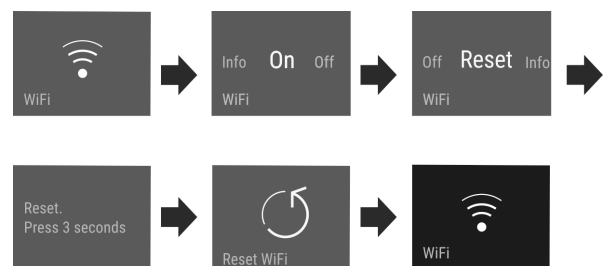 WiFi
Info On Off
WiFi
Off Reset Info
WiFi
Reset.
Press 3 seconds
Reset WiFi
WiFi